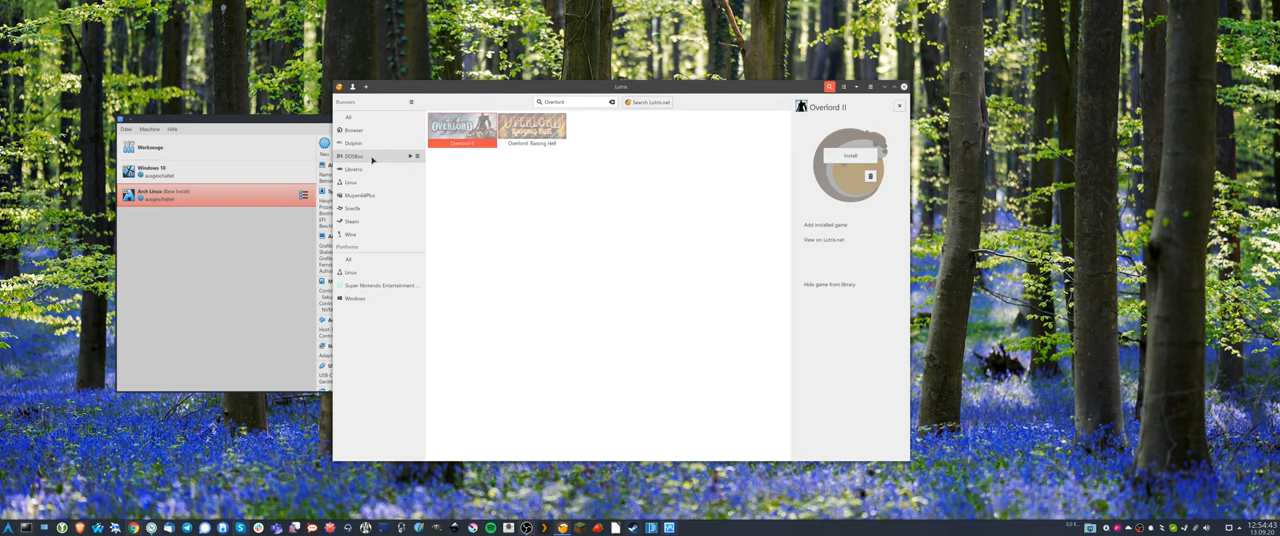 Lutris
Datei Maschine Hilfe
Werkzeuge
Windows 10
ausgeschaltet
Arch Linux (Base Install)
ausgeschaltet
Neu
Runners
All
Browser
Dolphin
DOSBox
Libretro
Linux
Mupen64Plus
Snes9x
Steam
Wine
Platforms
All
Linux
Super Nintendo Entertainment ...
Windows
Overlord
Search Lutris.net
Overlord II
Overlord: Raising Hell
Overlord II
Install
Add installed game
View on Lutris.net
Hide game from library
12:54:43
13.09.20